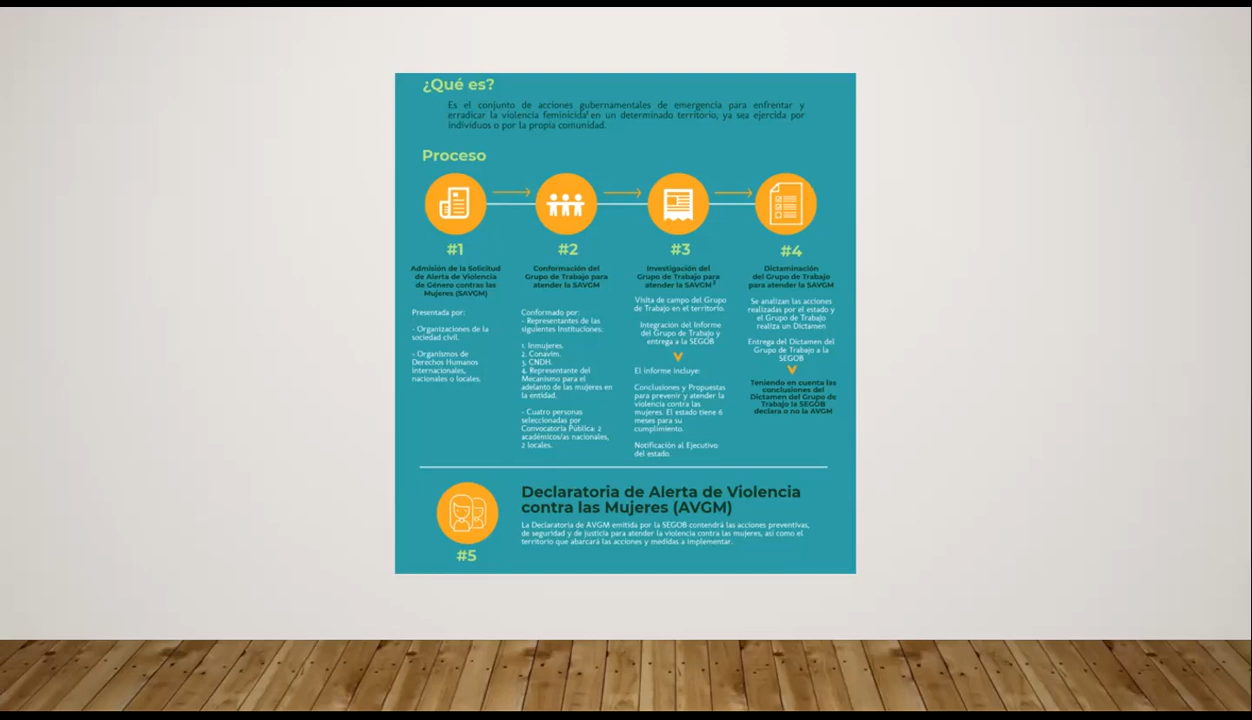 ¿Qué es?
Es el conjunto de acciones gubernamentales de emergencia para enfrentar y
erradicar la violencia feminicida¹ en un determinado territorio, ya sea ejercida por
individuos o por la propia comunidad.
Proceso
#1
Admisión de la Solicitud
de Alerta de Violencia
de Género contras las
Mujeres (SAVGM)
Presentada por:
- Organizaciones de la
sociedad civil.
- Organismos de
Derechos Humanos
Internacionales,
nacionales o locales.
#2
Conformación del
Grupo de Trabajo para
atender la SAVGM
Conformado por:
- Representantes de las
siguientes Instituciones:
1. Inmujeres.
2. Conavim.
3. CNDH.
4. Representante del
Mecanismo para el
adelanto de las mujeres en
la entidad.
- Cuatro personas
seleccionadas por
Convocatoria Pública: 2
académicos/as nacionales,
2 locales.
#3
Investigación del
Grupo de Trabajo para
atender la SAVGM²
Visita de campo del Grupo
de Trabajo en el territorio.
Integración del Informe
del Grupo de Trabajo y
entrega a la SEGOB
El informe incluye:
Conclusiones y Propuestas
para prevenir y atender la
violencia contra las
mujeres. El estado tiene 6
meses para su
cumplimiento.
Notificación al Ejecutivo
del estado.
#4
Dictaminación
del Grupo de Trabajo
para atender la SAVGM
Se analizan las acciones
realizadas por el estado y
el Grupo de Trabajo
realiza un Dictamen
Entrega del Dictamen del
Grupo de Trabajo a la
SEGOB
Teniendo en cuenta las
conclusiones del
Dictamen del Grupo de
Trabajo la SEGOB
declara o no la AVGM
#5
Declaratoria de Alerta de Violencia
contra las Mujeres (AVGM)
La Declaratoria de AVGM emitida por la SEGOB contendrá las acciones preventivas,
de seguridad y de justicia para atender la violencia contra las mujeres, así como el
territorio que abarcará las acciones y medidas a implementar.